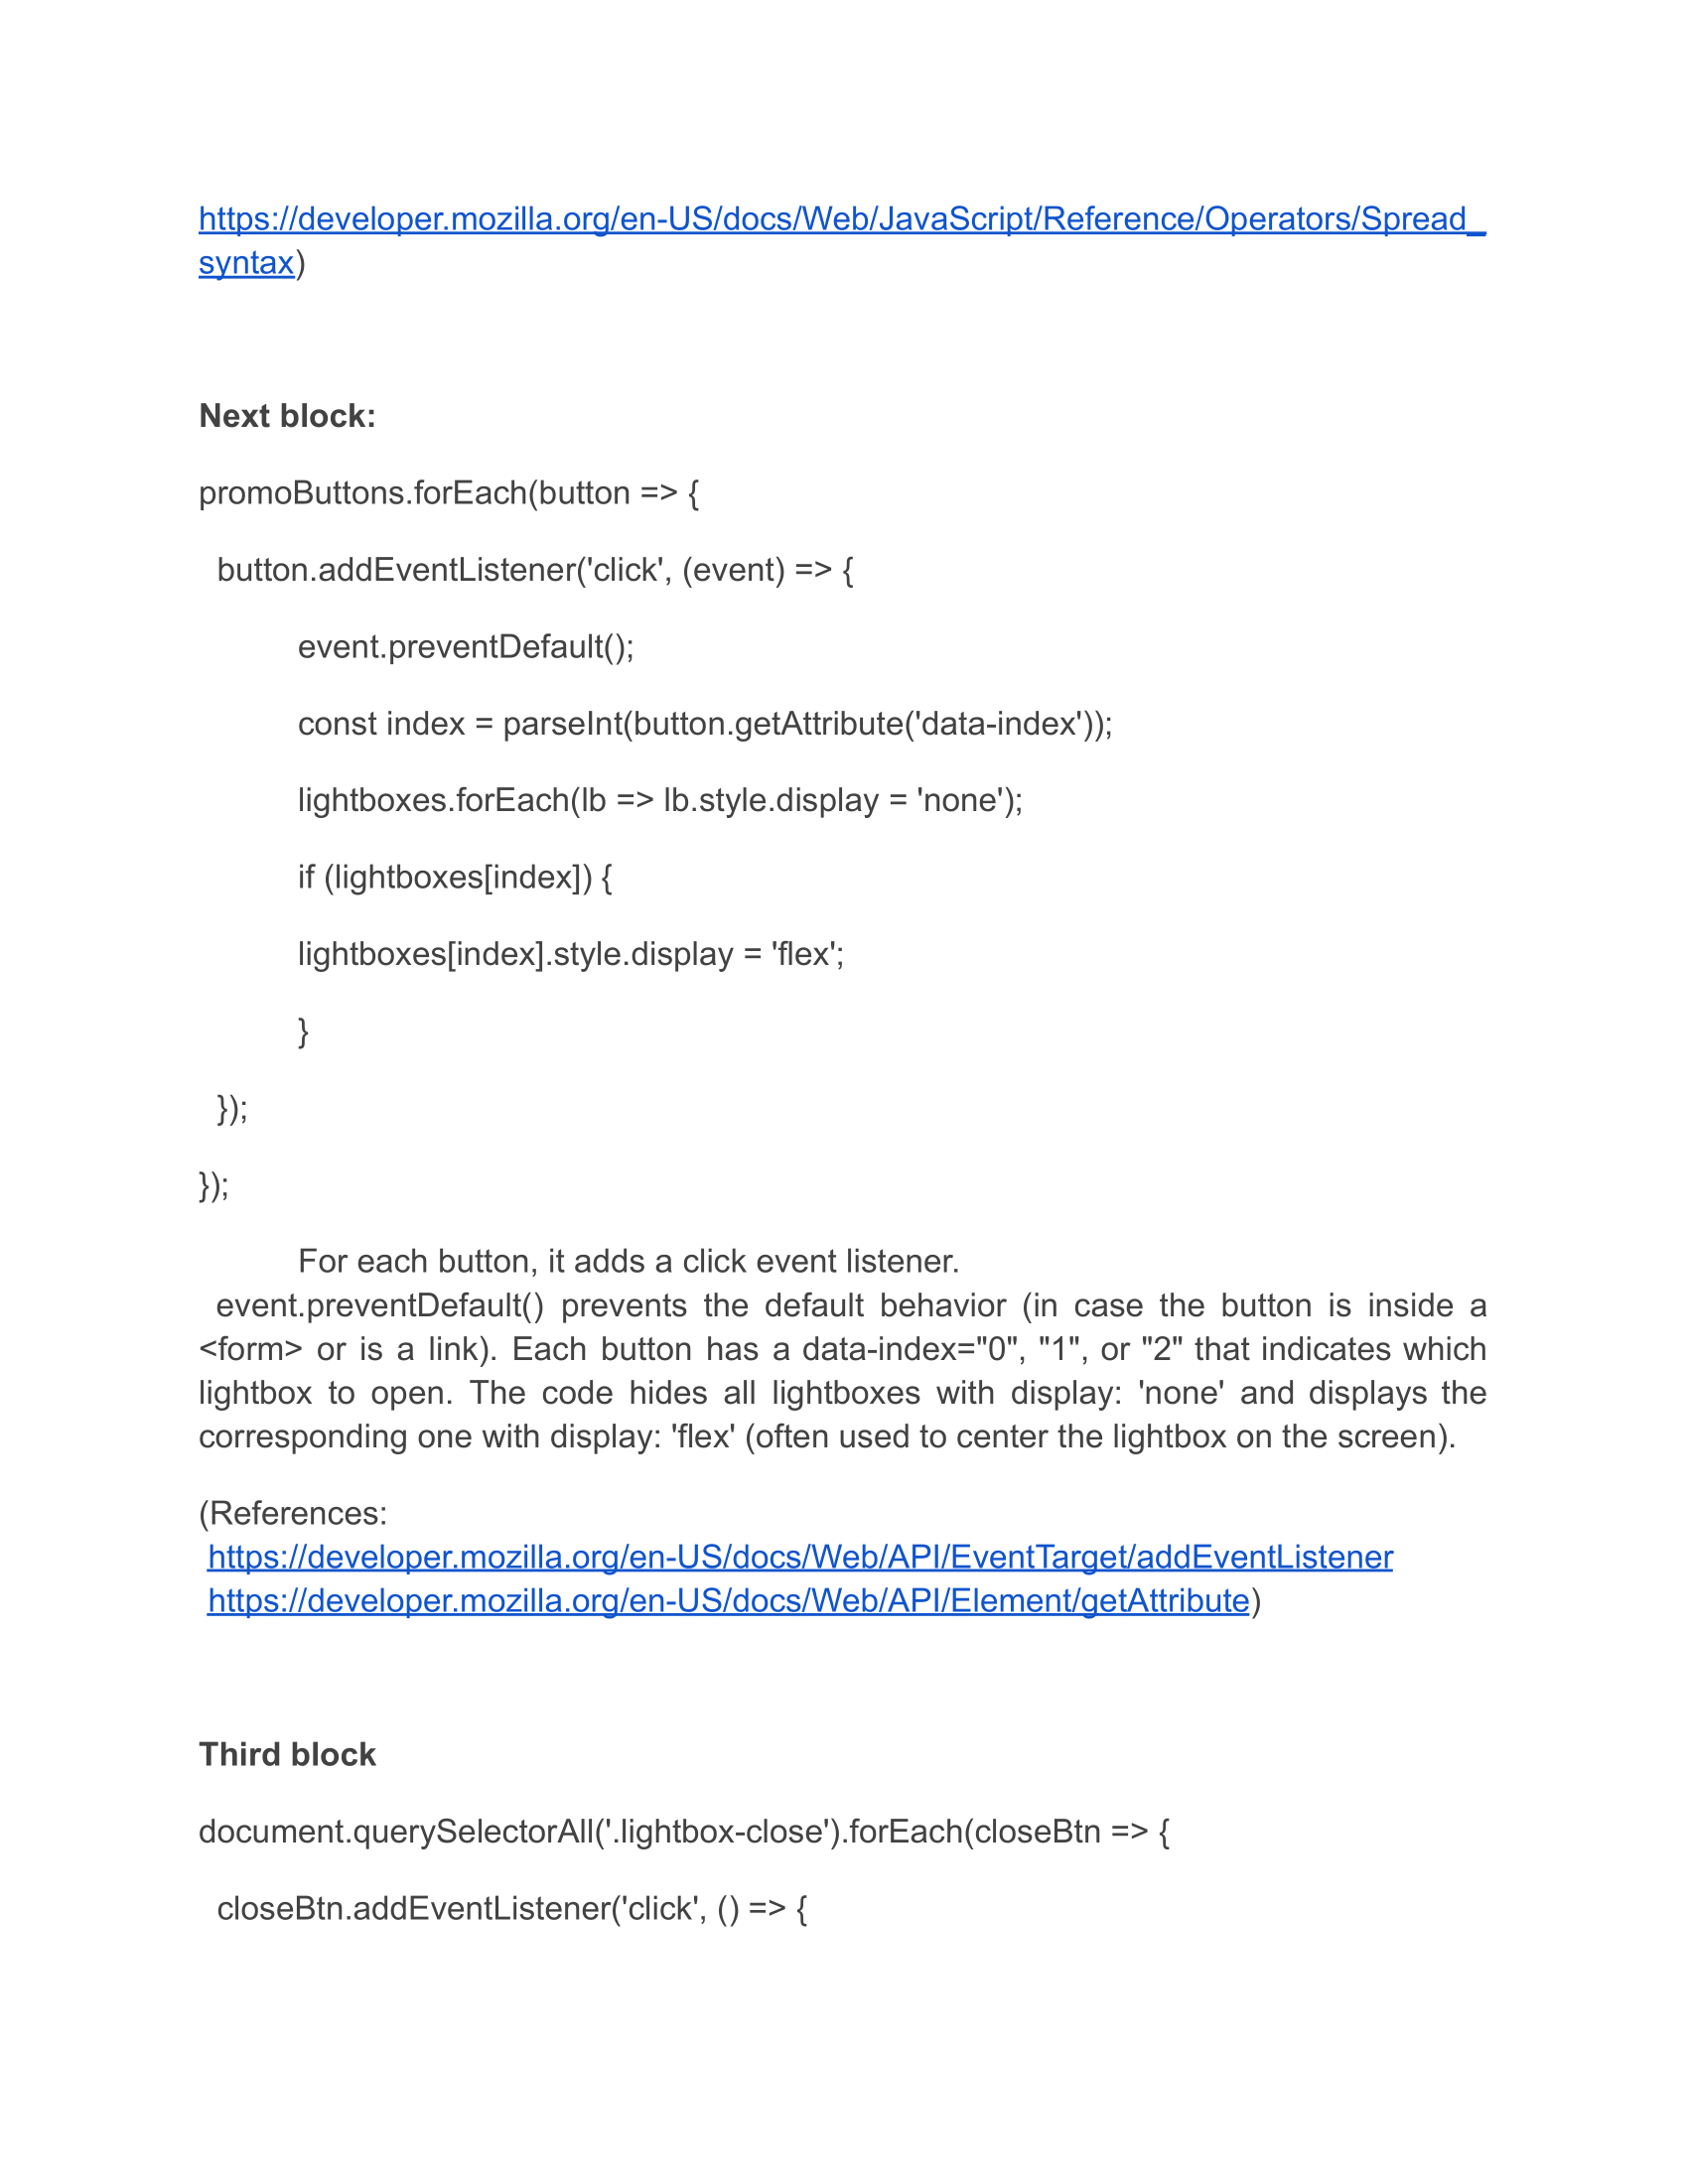 https://developer.mozilla.org/en-US/docs/Web/JavaScript/Reference/Operators/Spread_
syntax)
Next block:
promoButtons.forEach(button => {
button.addEventListener('click', (event) => {
event.preventDefault();
const index = parseInt(button.getAttribute('data-index'));
lightboxes.forEach(lb => lb.style.display = 'none');
if (lightboxes[index]) {
lightboxes[index].style.display = 'flex';
}
});
});
For each button, it adds a click event listener.
event.preventDefault() prevents the default behavior (in case the button is inside a
<form> or is a link). Each button has a data-index="0", "1", or "2" that indicates which
lightbox to open. The code hides all lightboxes with display: 'none' and displays the
corresponding one with display: 'flex' (often used to center the lightbox on the screen).
(References:
https://developer.mozilla.org/en-US/docs/Web/API/EventTarget/addEventListener
https://developer.mozilla.org/en-US/docs/Web/API/Element/getAttribute)
Third block
document.querySelectorAll('.lightbox-close').forEach(closeBtn => {
closeBtn.addEventListener('click', () => {